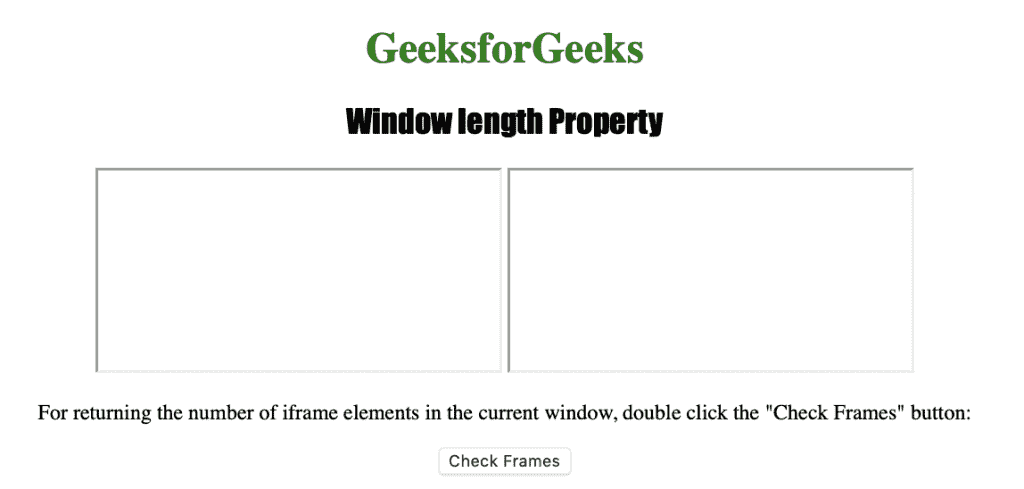 GeeksforGeeks
Window length Property
For returning the number of iframe elements in the current window, double click the "Check Frames" button:
Check Frames